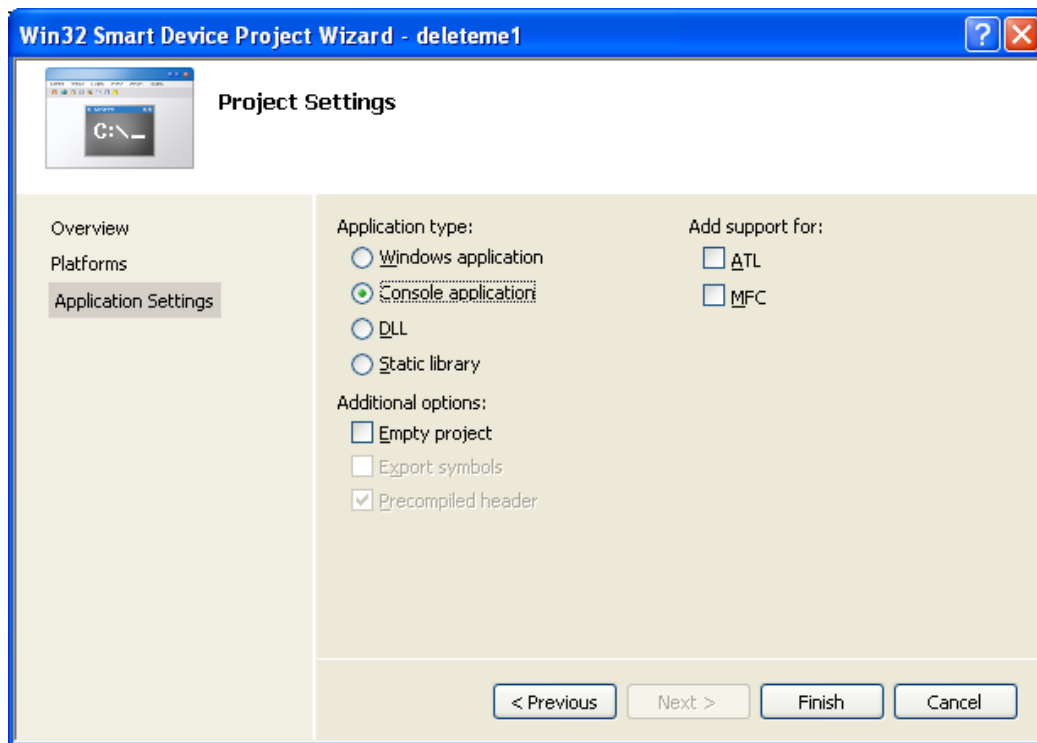 Win32 Smart Device Project Wizard - deleteme1
C:\_
Project Settings
Overview
Platforms
Application Settings
Application type:
Windows application
Console application
DLL
Static library
Additional options:
Empty project
Export symbols
Precompiled header
Add support for:
ATL
MFC
< Previous
Next >
Finish
Cancel